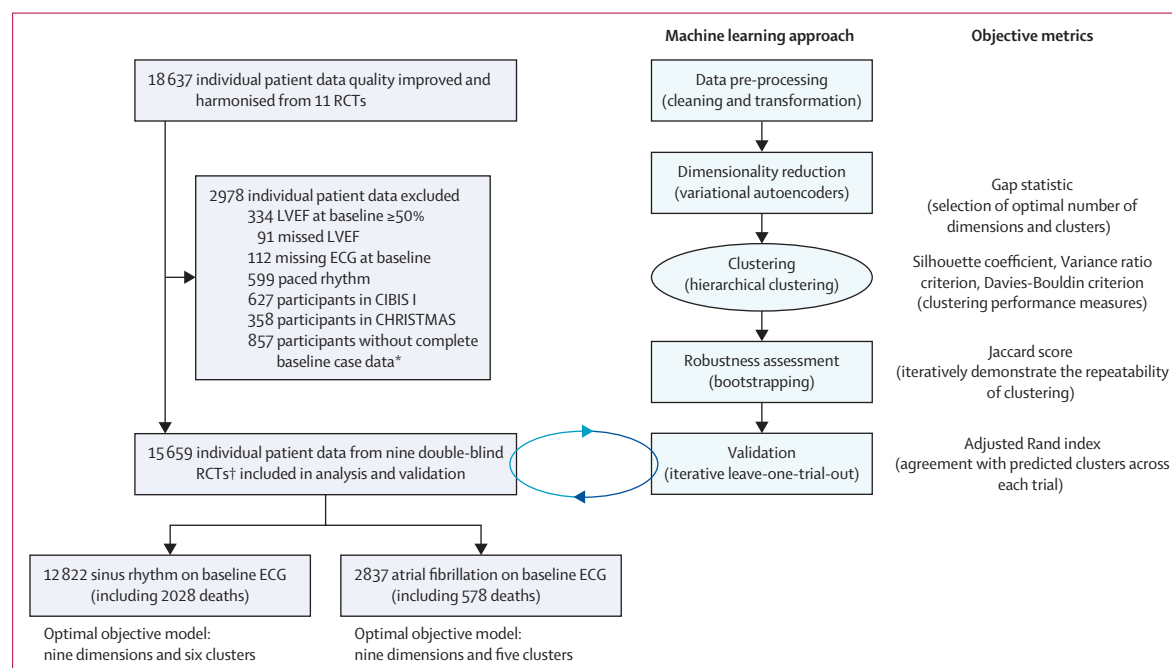 18 637 individual patient data quality improved and
harmonised from 11 RCTs
2978 individual patient data excluded
334 LVEF at baseline ≥50%
91 missed LVEF
112 missing ECG at baseline
599 paced rhythm
627 participants in CIBIS I
358 participants in CHRISTMAS
857 participants without complete
baseline case data*
15 659 individual patient data from nine double-blind
RCTs† included in analysis and validation
12 822 sinus rhythm on baseline ECG
(including 2028 deaths)
Optimal objective model:
nine dimensions and six clusters
2837 atrial fibrillation on baseline ECG
(including 578 deaths)
Optimal objective model:
nine dimensions and five clusters
Machine learning approach
Data pre-processing
(cleaning and transformation)
Dimensionality reduction
(variational autoencoders)
Clustering
(hierarchical clustering)
Robustness assessment
(bootstrapping)
Validation
(iterative leave-one-trial-out)
Objective metrics
Gap statistic
(selection of optimal number of
dimensions and clusters)
Silhouette coefficient, Variance ratio
criterion, Davies-Bouldin criterion
(clustering performance measures)
Jaccard score
(iteratively demonstrate the repeatability
of clustering)
Adjusted Rand index
(agreement with predicted clusters across
each trial)